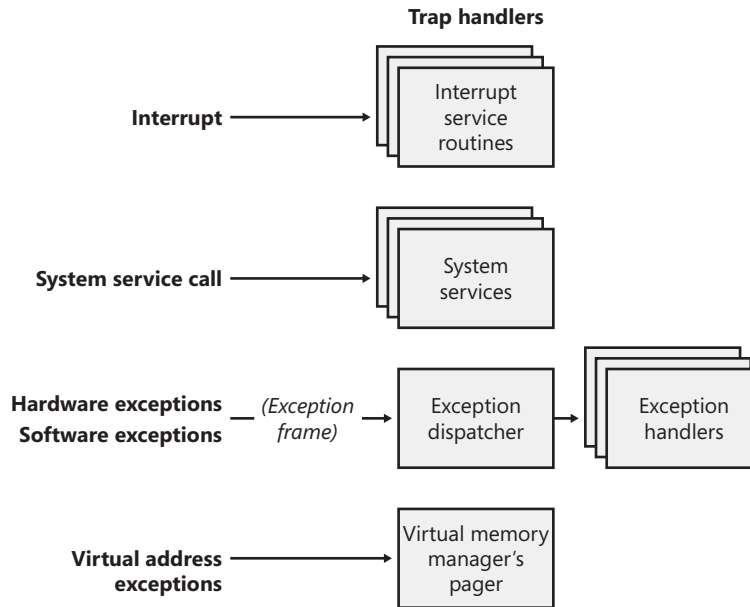 Trap handlers
Interrupt
Interrupt
service
routines
System service call
System
services
Hardware exceptions
Software exceptions
(Exception
frame)
Exception
dispatcher
Exception
handlers
Virtual address
exceptions
Virtual memory
manager's
pager